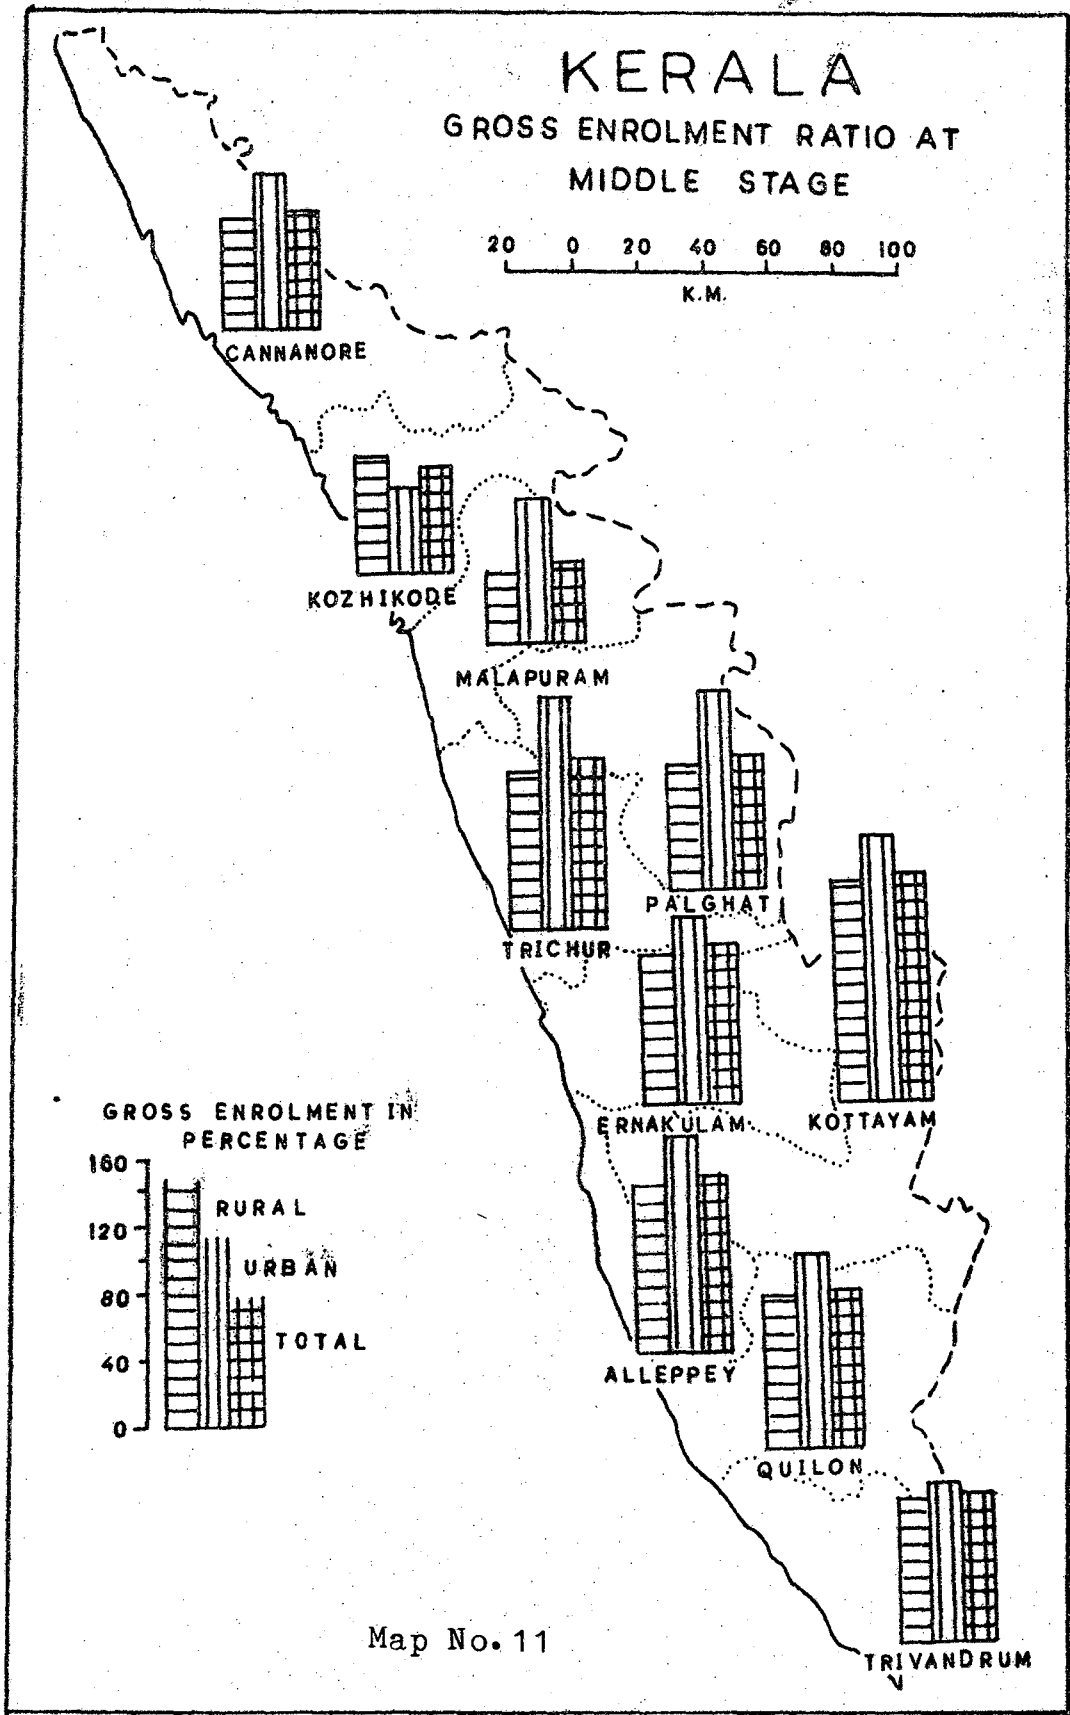 KERALA
GROSS ENROLMENT RATIO AT
MIDDLE STAGE
20 0 20 40 60 80 100
K.M.
CANNANORE
KOZHIKODE
MALAPURAM
PALGHAT
TRICHUR
ERNAKULAM
KOTTAYAM
GROSS ENROLMENT IN
PERCENTAGE
160
120
80
40
0
RURAL
URBAN
TOTAL
ALLEPPEY
QUILON
TRIVANDRUM
Map No. 11